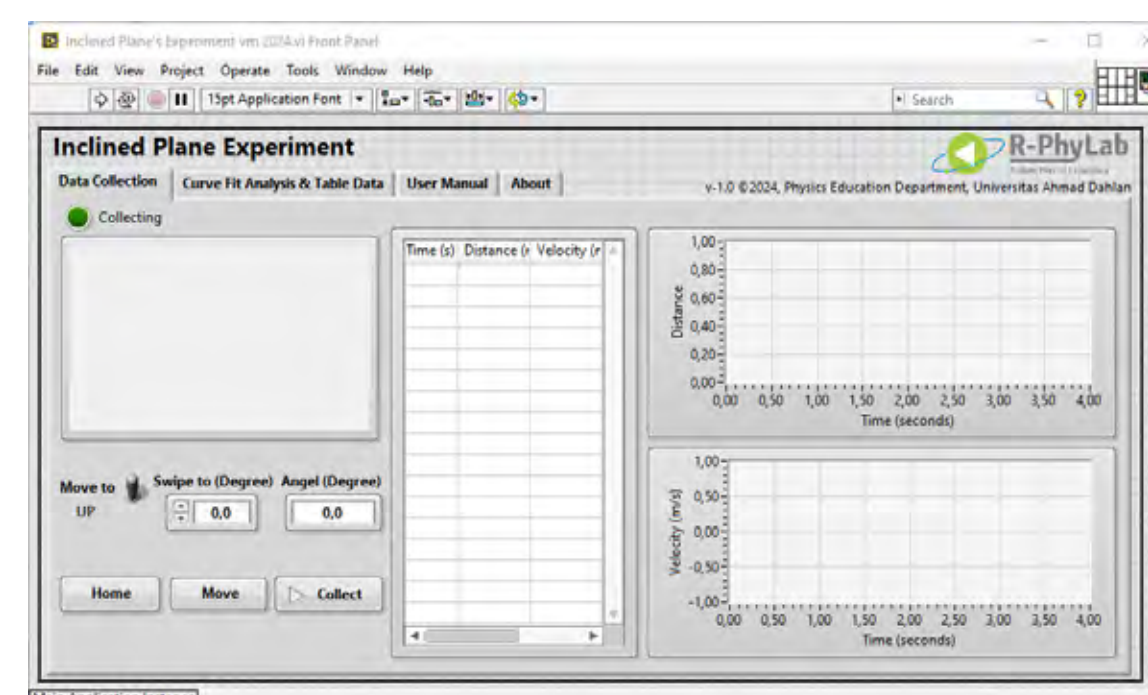 Inclined Plane's Experiment vm 2024.vi Front Panel
File Edit View Project Operate Tools Window Help
15pt Application Font
Search
Inclined Plane Experiment
R-PhyLab
Data Collection Curve Fit Analysis & Table Data User Manual About
v-1.0 ©2024, Physics Education Department, Universitas Ahmad Dahlan
Collecting
Time (s) Distance (r Velocity (r
Move to
UP
Swipe to (Degree) Angel (Degree)
0,0 0,0
Home Move Collect
Distance
1,00
0,80
0,60
0,40
0,20
0,00
0,00 0,50 1,00 1,50 2,00 2,50 3,00 3,50 4,00
Time (seconds)
Velocity (m/s)
1,00
0,50
0,00
-0,50
-1,00
0,00 0,50 1,00 1,50 2,00 2,50 3,00 3,50 4,00
Time (seconds)